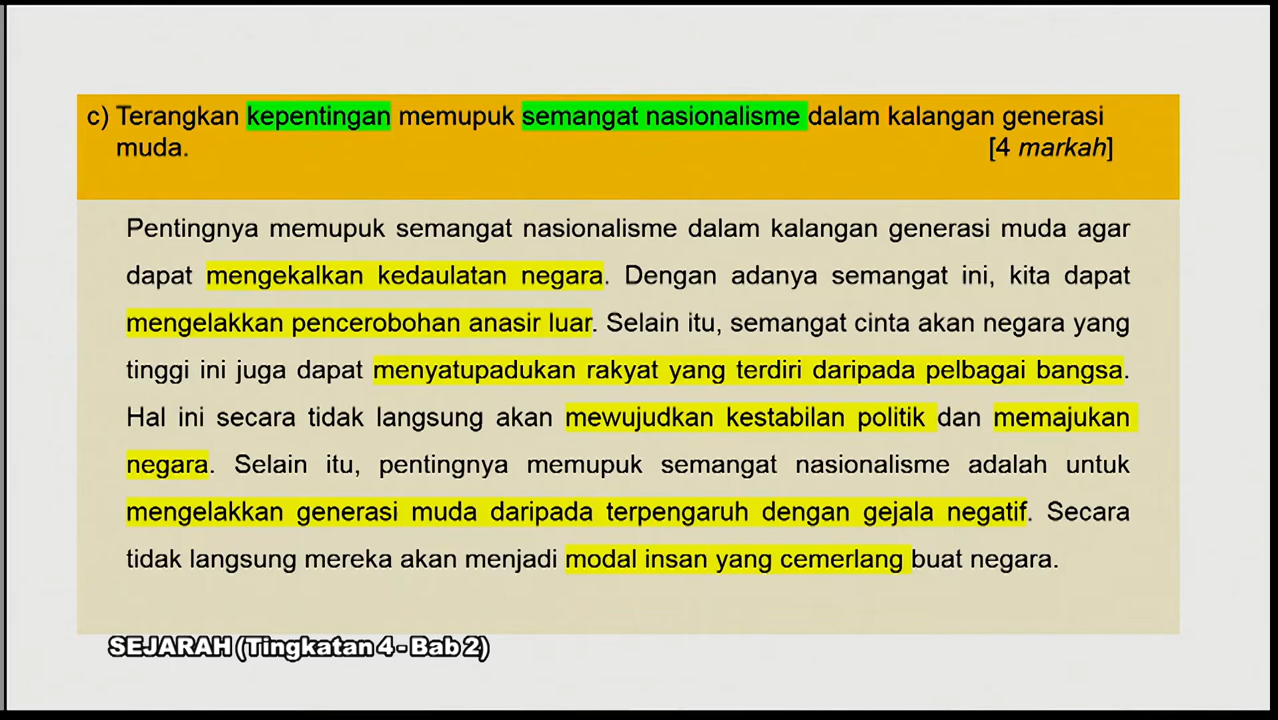 c) Terangkan kepentingan memupuk semangat nasionalisme dalam kalangan generasi
muda. [4 markah]
Pentingnya memupuk semangat nasionalisme dalam kalangan generasi muda agar
dapat mengekalkan kedaulatan negara. Dengan adanya semangat ini, kita dapat
mengelakkan pencerobohan anasir luar. Selain itu, semangat cinta akan negara yang
tinggi ini juga dapat menyatupadukan rakyat yang terdiri daripada pelbagai bangsa.
Hal ini secara tidak langsung akan mewujudkan kestabilan politik dan memajukan
negara. Selain itu, pentingnya memupuk semangat nasionalisme adalah untuk
mengelakkan generasi muda daripada terpengaruh dengan gejala negatif. Secara
tidak langsung mereka akan menjadi modal insan yang cemerlang buat negara.
SEJARAH (Tingkatan 4 - Bab 2)